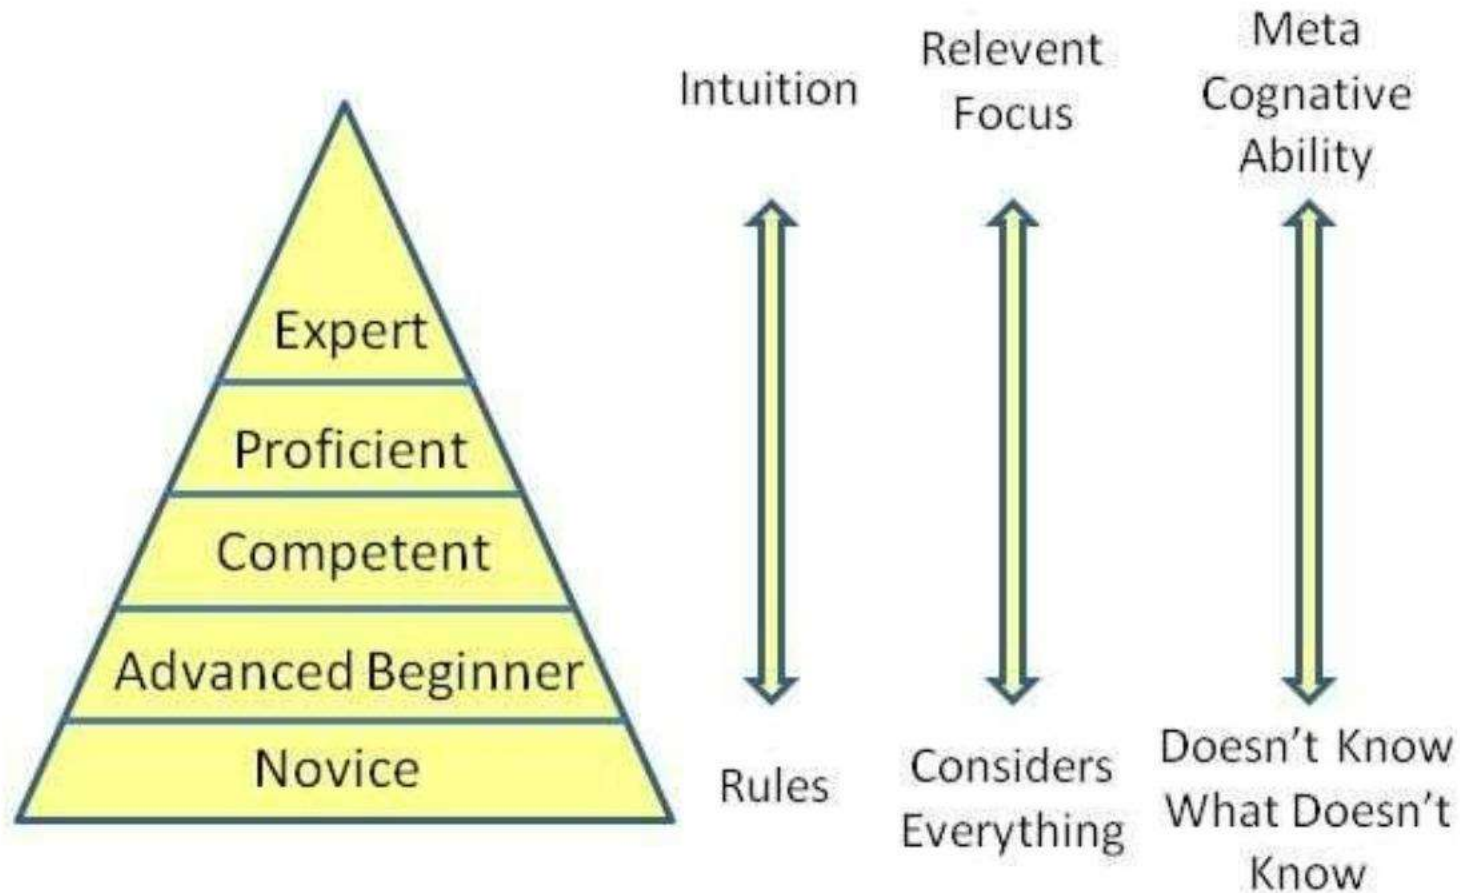 Expert
Proficient
Competent
Advanced Beginner
Novice
Intuition
Rules
Relevent
Focus
Considers
Everything
Meta
Cognative
Ability
Doesn't Know
What Doesn't
Know